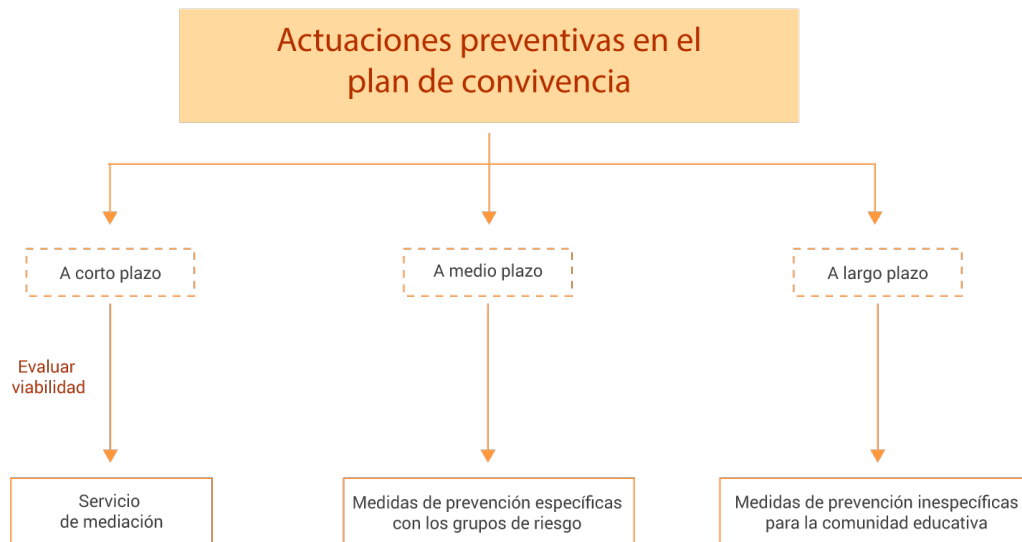 Actuaciones preventivas en el
plan de convivencia
A corto plazo
A medio plazo
A largo plazo
Evaluar
viabilidad
Servicio
de mediación
Medidas de prevención específicas
con los grupos de riesgo
Medidas de prevención inespecíficas
para la comunidad educativa